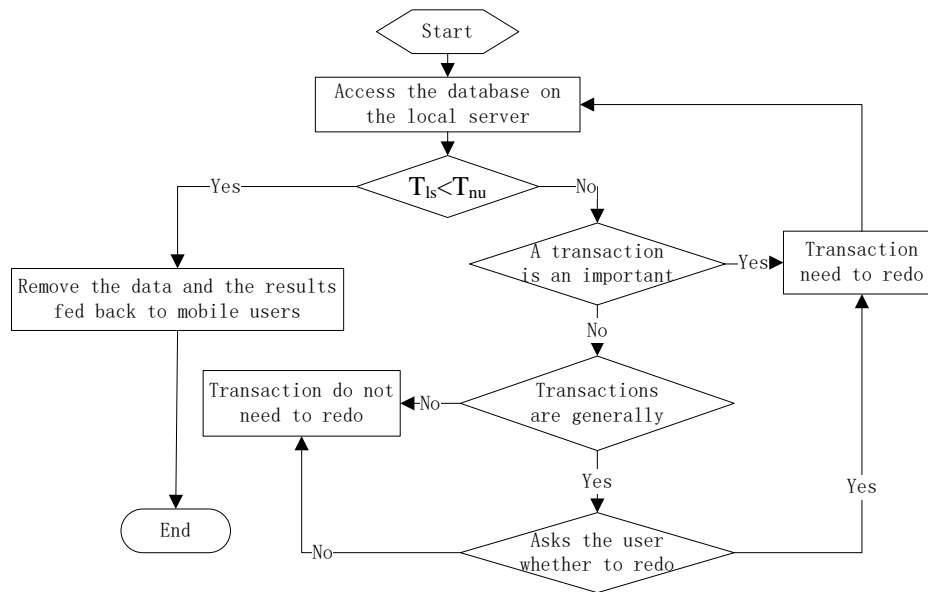 Start
Access the database on
the local server
Tls<Tnu
Yes
No
A transaction
is an important
Yes
Transaction
need to redo
Remove the data and the results
fed back to mobile users
No
Transaction do not
need to redo
No
Transactions
are generally
Yes
Yes
End
No
Asks the user
whether to redo